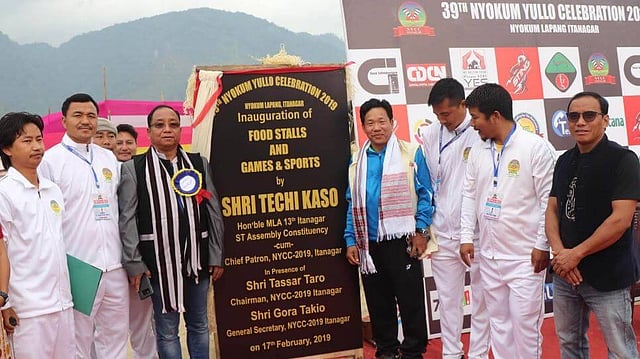 39TH NYOKUM YULLO CELEBRATION 20
NYOKUM LAPANG ITANAGAR
CDCN
YES
39th NYOKUM YULLO CELEBRATION 2019
NYOKUM LAPANG, ITANAGAR
Inauguration of
FOOD STALLS
AND
GAMES & SPORTS
by
SHRI TECHI KASO
Hon'ble MLA 13th Itanagar
ST Assembly Constituency
-cum-
Chief Patron, NYCC-2019, Itanagar
In Presence of
Shri Tassar Taro
Chairman, NYCC-2019 Itanagar
Shri Gora Takio
General Secretary, NYCC-2019 Itanagar
on 17th February, 2019